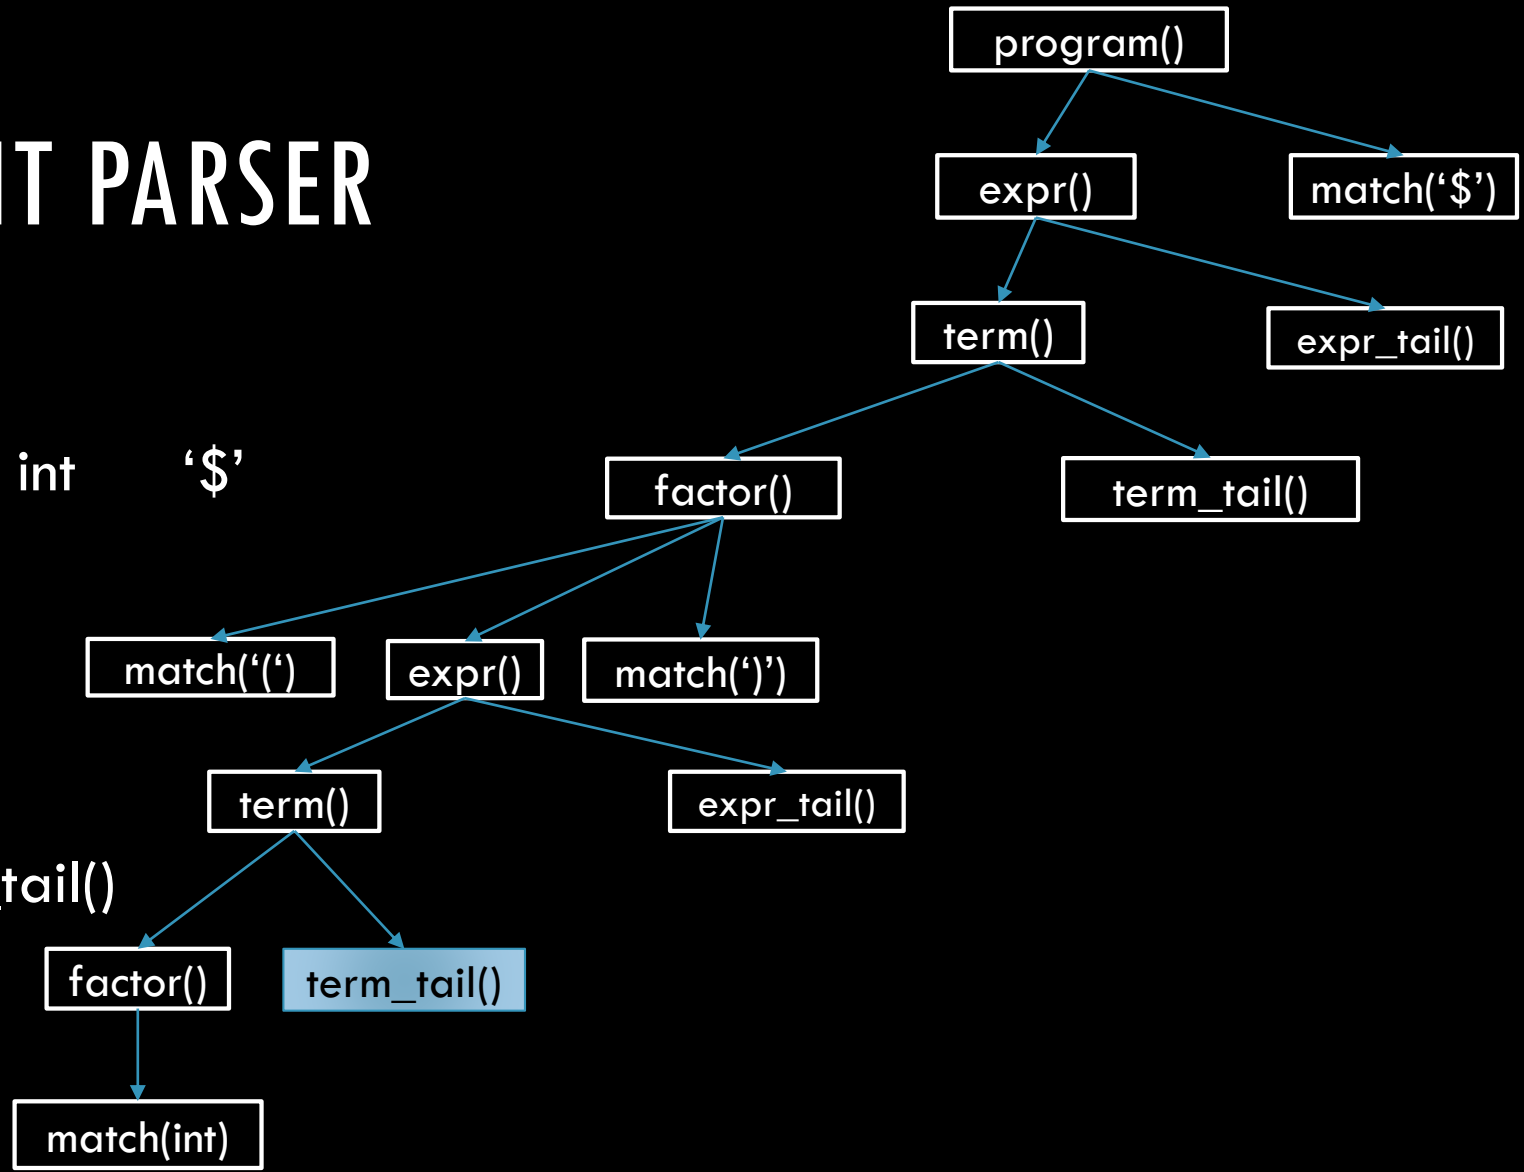 program()
IT PARSER
expr()
match(‘$’)
term()
expr_tail()
int ‘$’
factor()
term_tail()
match(‘(‘)
expr()
match(‘)’)
term()
expr_tail()
_tail()
factor()
term_tail()
match(int)